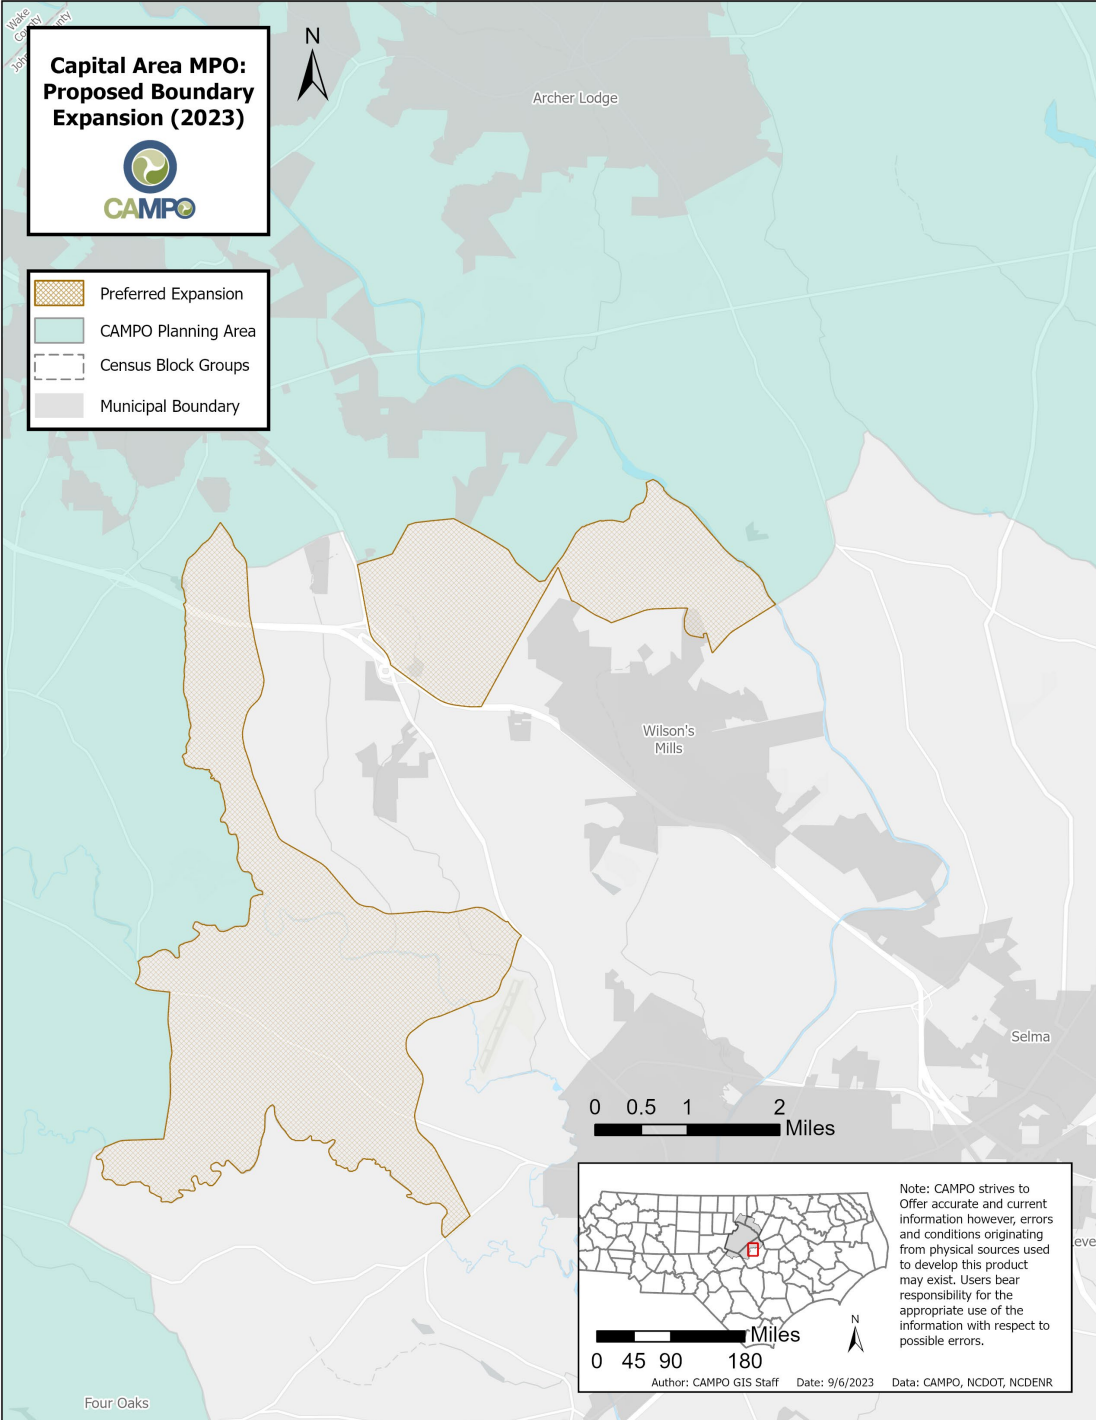 Wake
County
John
nty
Capital Area MPO:
Proposed Boundary
Expansion (2023)
CAMPO
N
Archer Lodge
Preferred Expansion
CAMPO Planning Area
Census Block Groups
Municipal Boundary
Wilson's
Mills
Selma
0 0.5 1 2
Miles
Note: CAMPO strives to
Offer accurate and current
information however, errors
and conditions originating
from physical sources used
to develop this product
may exist. Users bear
responsibility for the
appropriate use of the
information with respect to
possible errors.
N
Miles
0 45 90 180
Author: CAMPO GIS Staff Date: 9/6/2023 Data: CAMPO, NCDOT, NCDENR
Four Oaks